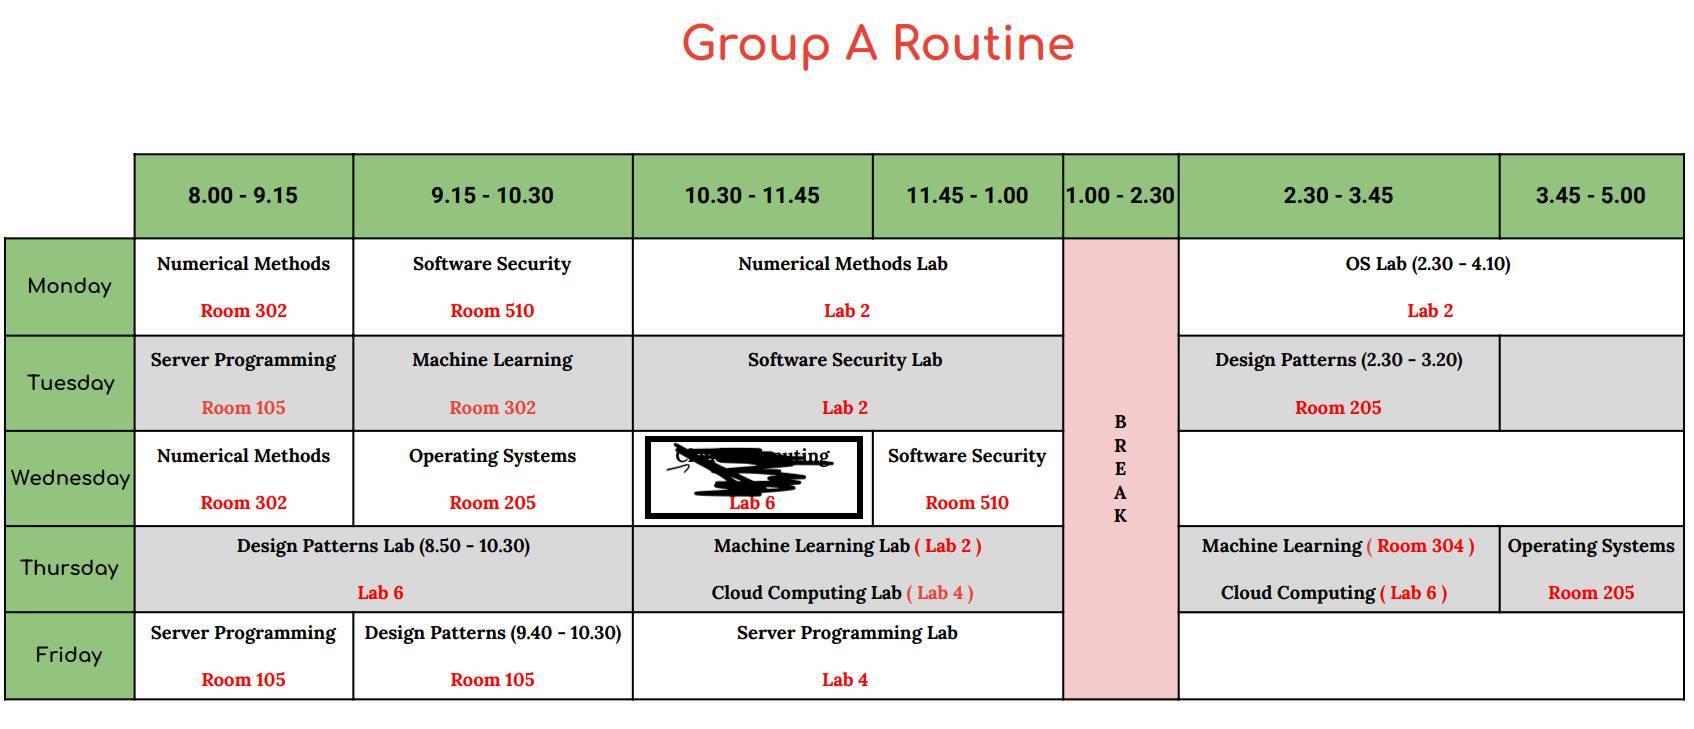 Group A Routine
8.00 - 9.15
9.15 - 10.30
10.30 - 11.45
11.45 - 1.00
1.00 - 2.30
2.30 - 3.45
3.45 - 5.00
Monday
Numerical Methods
Room 302
Software Security
Room 510
Numerical Methods Lab
Lab 2
OS Lab (2.30 - 4.10)
Lab 2
Tuesday
Server Programming
Room 105
Machine Learning
Room 302
Software Security Lab
Lab 2
Design Patterns (2.30 - 3.20)
Room 205
BREAK
Wednesday
Numerical Methods
Room 302
Operating Systems
Room 205
Lab 6
Software Security
Room 510
Thursday
Design Patterns Lab (8.50 - 10.30)
Lab 6
Machine Learning Lab ( Lab 2 )
Cloud Computing Lab ( Lab 4 )
Machine Learning ( Room 304 )
Cloud Computing ( Lab 6 )
Operating Systems
Room 205
Friday
Server Programming
Room 105
Design Patterns (9.40 - 10.30)
Room 105
Server Programming Lab
Lab 4